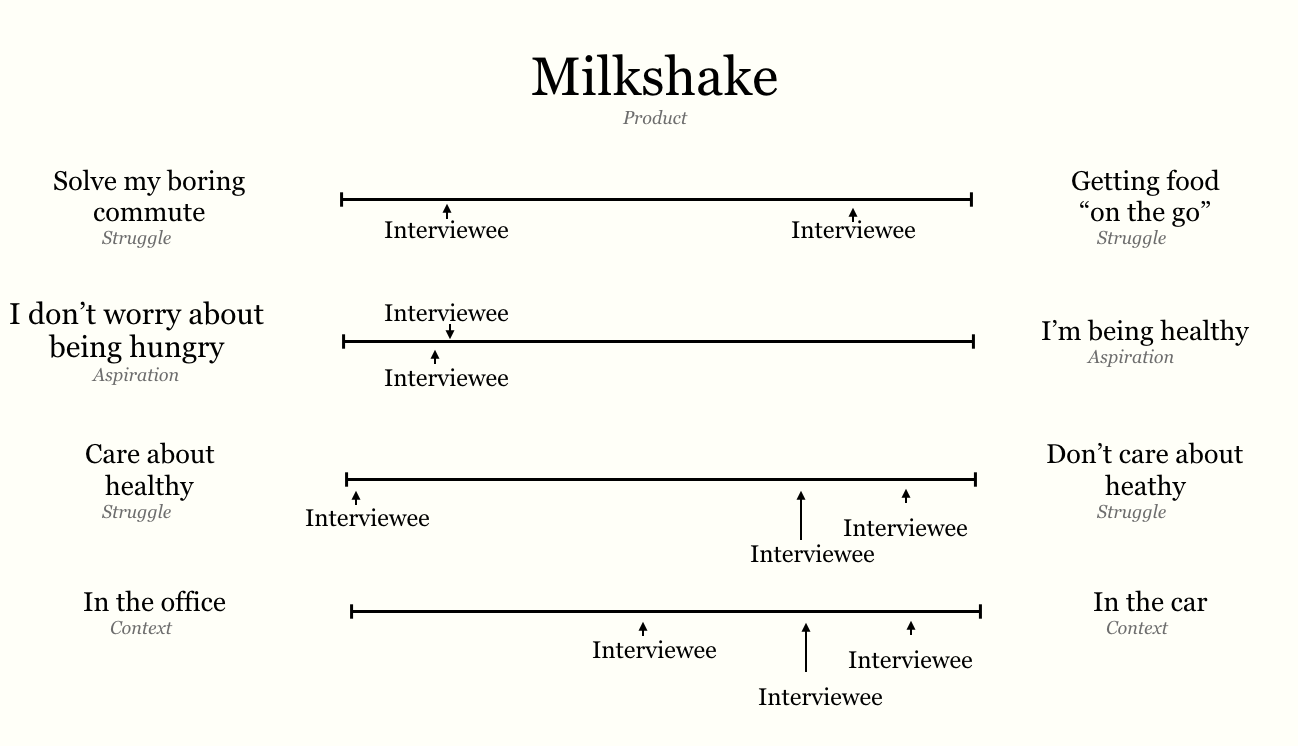 Milkshake
Product
Solve my boring
commute
Struggle
Getting food
“on the go”
Struggle
Interviewee
Interviewee
I don’t worry about
being hungry
Aspiration
Interviewee
Interviewee
I’m being healthy
Aspiration
Care about
healthy
Struggle
Don’t care about
heathy
Struggle
Interviewee
Interviewee
Interviewee
In the office
Context
In the car
Context
Interviewee
Interviewee
Interviewee